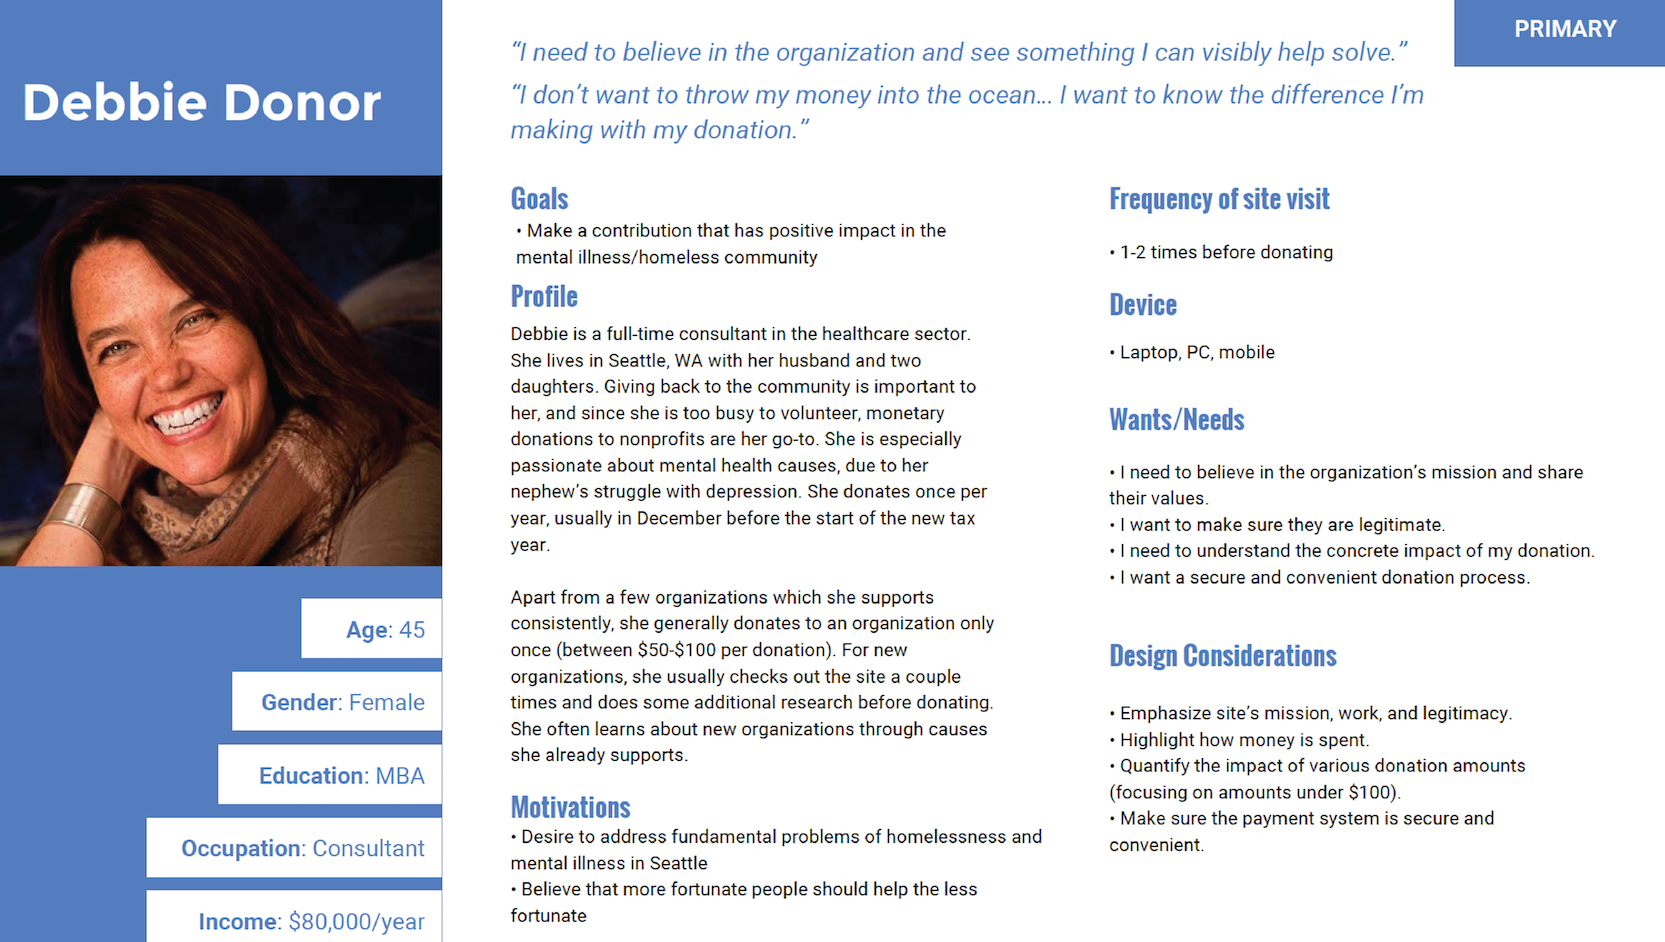 Debbie Donor
PRIMARY
“I need to believe in the organization and see something I can visibly help solve.”
“I don’t want to throw my money into the ocean... I want to know the difference I’m
making with my donation.”
Goals
• Make a contribution that has positive impact in the
mental illness/homeless community
Profile
Debbie is a full-time consultant in the healthcare sector.
She lives in Seattle, WA with her husband and two
daughters. Giving back to the community is important to
her, and since she is too busy to volunteer, monetary
donations to nonprofits are her go-to. She is especially
passionate about mental health causes, due to her
nephew’s struggle with depression. She donates once per
year, usually in December before the start of the new tax
year.
Apart from a few organizations which she supports
consistently, she generally donates to an organization only
once (between $50-$100 per donation). For new
organizations, she usually checks out the site a couple
times and does some additional research before donating.
She often learns about new organizations through causes
she already supports.
Motivations
• Desire to address fundamental problems of homelessness and
mental illness in Seattle
• Believe that more fortunate people should help the less
fortunate
Frequency of site visit
• 1-2 times before donating
Device
• Laptop, PC, mobile
Wants/Needs
• I need to believe in the organization’s mission and share
their values.
• I want to make sure they are legitimate.
• I need to understand the concrete impact of my donation.
• I want a secure and convenient donation process.
Design Considerations
• Emphasize site’s mission, work, and legitimacy.
• Highlight how money is spent.
• Quantify the impact of various donation amounts
(focusing on amounts under $100).
• Make sure the payment system is secure and
convenient.
Age: 45
Gender: Female
Education: MBA
Occupation: Consultant
Income: $80,000/year